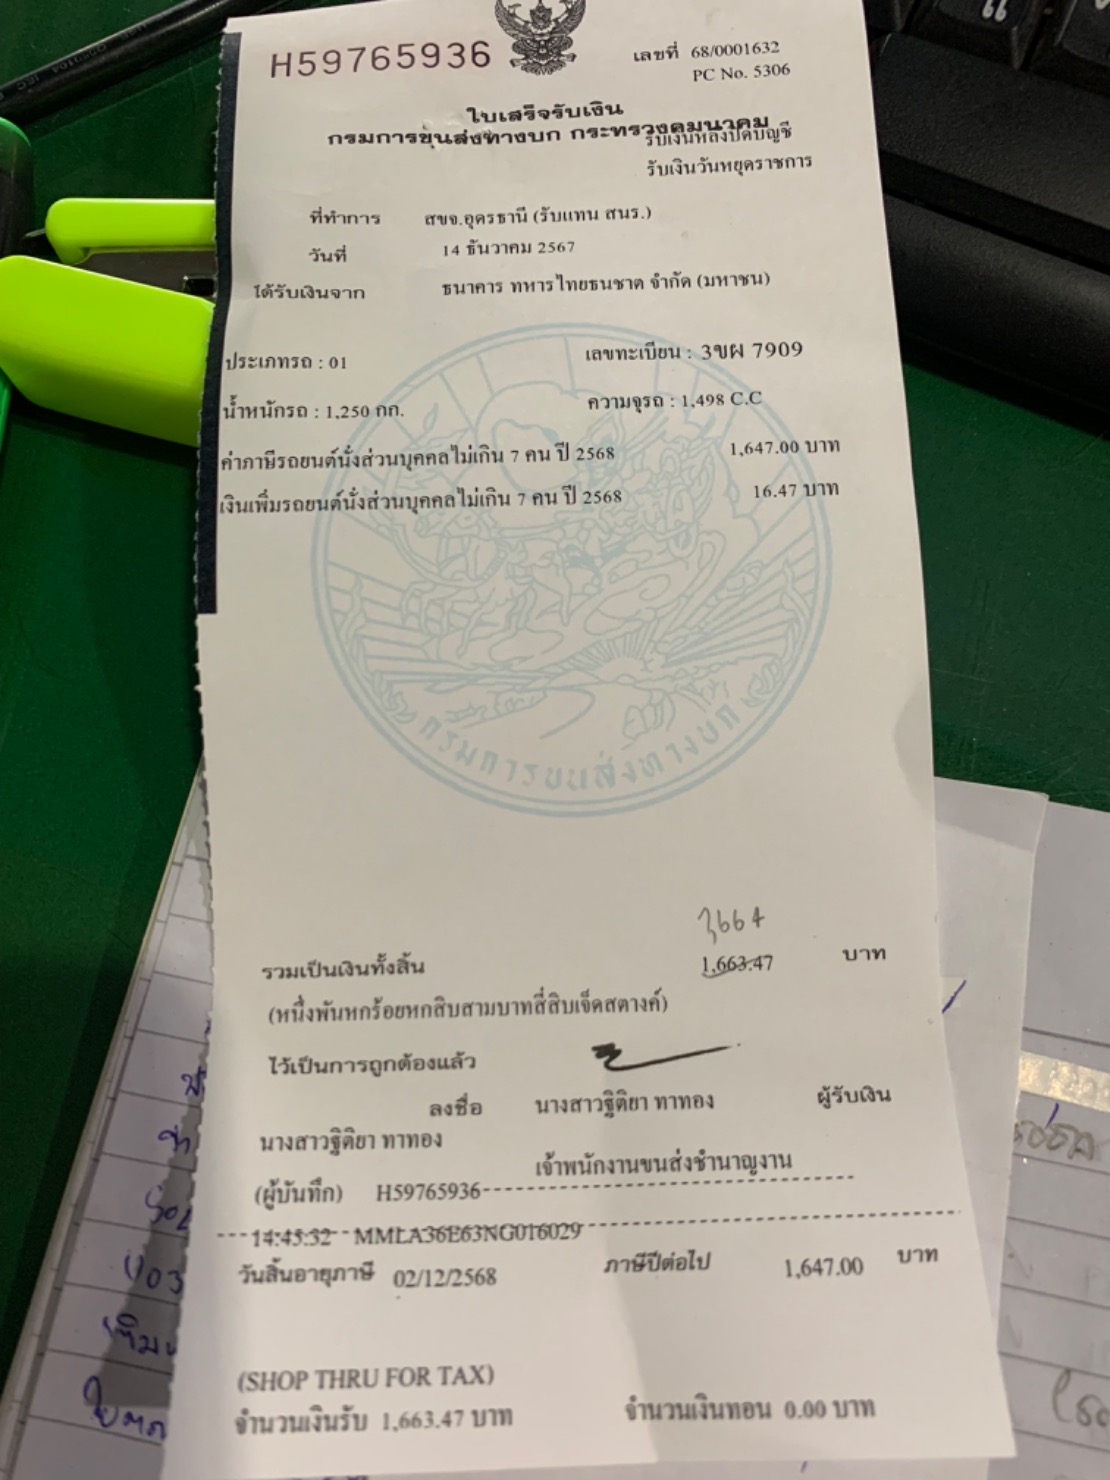 H59765936
เลขที่ 68/0001632
PC No. 5306
ใบเสร็จรับเงิน
กรมการขนส่งทางบก กระทรวงคมนาคม
รับเงินหลังปิดบัญชี
รับเงินวันหยุดราชการ
ที่ทำการ สขจ.อุดรธานี (รับแทน สนร.)
วันที่ 14 ธันวาคม 2567
ได้รับเงินจาก ธนาคาร ทหารไทยธนชาต จำกัด (มหาชน)
ประเภทรถ : 01 เลขทะเบียน : 3ขผ 7909
น้ำหนักรถ : 1,250 กก. ความจุรถ : 1,498 C.C
ค่าภาษีรถยนต์นั่งส่วนบุคคลไม่เกิน 7 คน ปี 2568 1,647.00 บาท
เงินเพิ่มรถยนต์นั่งส่วนบุคคลไม่เกิน 7 คน ปี 2568 16.47 บาท
กรมการขนส่งทางบก
3664
รวมเป็นเงินทั้งสิ้น 1,663.47 บาท
(หนึ่งพันหกร้อยหกสิบสามบาทสี่สิบเจ็ดสตางค์)
ไว้เป็นการถูกต้องแล้ว
ลงชื่อ นางสาวฐิติยา ทาทอง ผู้รับเงิน
นางสาวฐิติยา ทาทอง
เจ้าพนักงานขนส่งชำนาญงาน
(ผู้บันทึก) H59765936
14:45:32 MMLA36E63NG016029
วันสิ้นอายุภาษี 02/12/2568 ภาษีปีต่อไป 1,647.00 บาท
(SHOP THRU FOR TAX)
จำนวนเงินรับ 1,663.47 บาท จำนวนเงินทอน 0.00 บาท